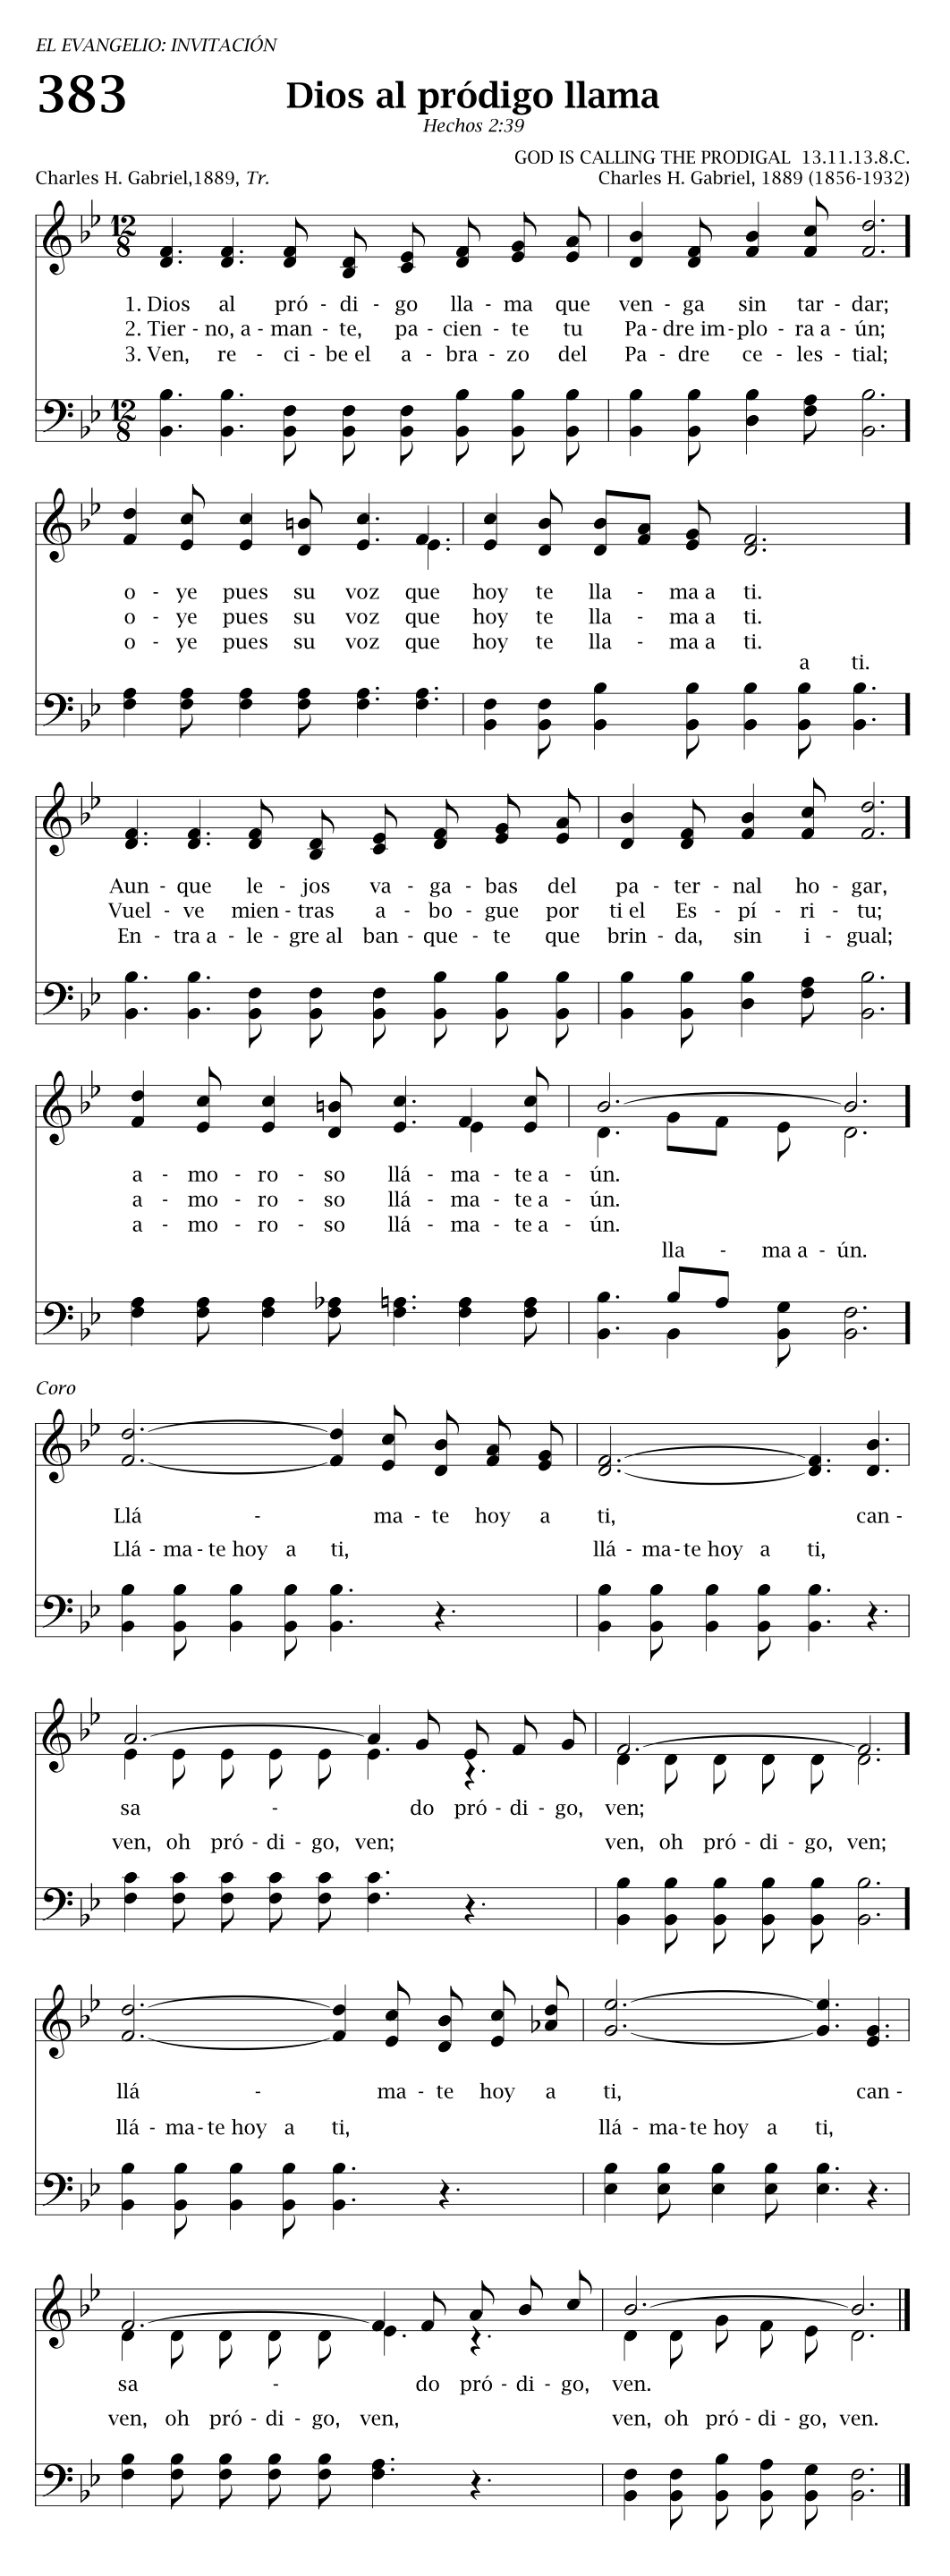 EL EVANGELIO: INVITACIÓN
383
Dios al pródigo llama
Hechos 2:39
GOD IS CALLING THE PRODIGAL 13.11.13.8.C.
Charles H. Gabriel,1889, Tr.
Charles H. Gabriel, 1889 (1856-1932)
12
8
1. Dios al pró - di - go lla - ma que ven - ga sin tar - dar;
2. Tier - no, a - man - te, pa - cien - te tu Pa - dre im - plo - ra a - ún;
3. Ven, re - ci - be el a - bra - zo del Pa - dre ce - les - tial;
12
8
o - ye pues su voz que hoy te lla - ma a ti.
o - ye pues su voz que hoy te lla - ma a ti.
o - ye pues su voz que hoy te lla - ma a ti.
a ti.
Aun - que le - jos va - ga - bas del pa - ter - nal ho - gar,
Vuel - ve mien - tras a - bo - gue por ti el Es - pí - ri - tu;
En - tra a - le - gre al ban - que - te que brin - da, sin i - gual;
a - mo - ro - so llá - ma - te a - ún.
a - mo - ro - so llá - ma - te a - ún.
a - mo - ro - so llá - ma - te a - ún.
lla - ma a - ún.
Coro
Llá - ma - te hoy a ti, can -
Llá - ma - te hoy a ti, llá - ma - te hoy a ti,
sa - do pró - di - go, ven;
ven, oh pró - di - go, ven; ven, oh pró - di - go, ven;
llá - ma - te hoy a ti, can -
llá - ma - te hoy a ti, llá - ma - te hoy a ti,
sa - do pró - di - go, ven.
ven, oh pró - di - go, ven, ven, oh pró - di - go, ven.